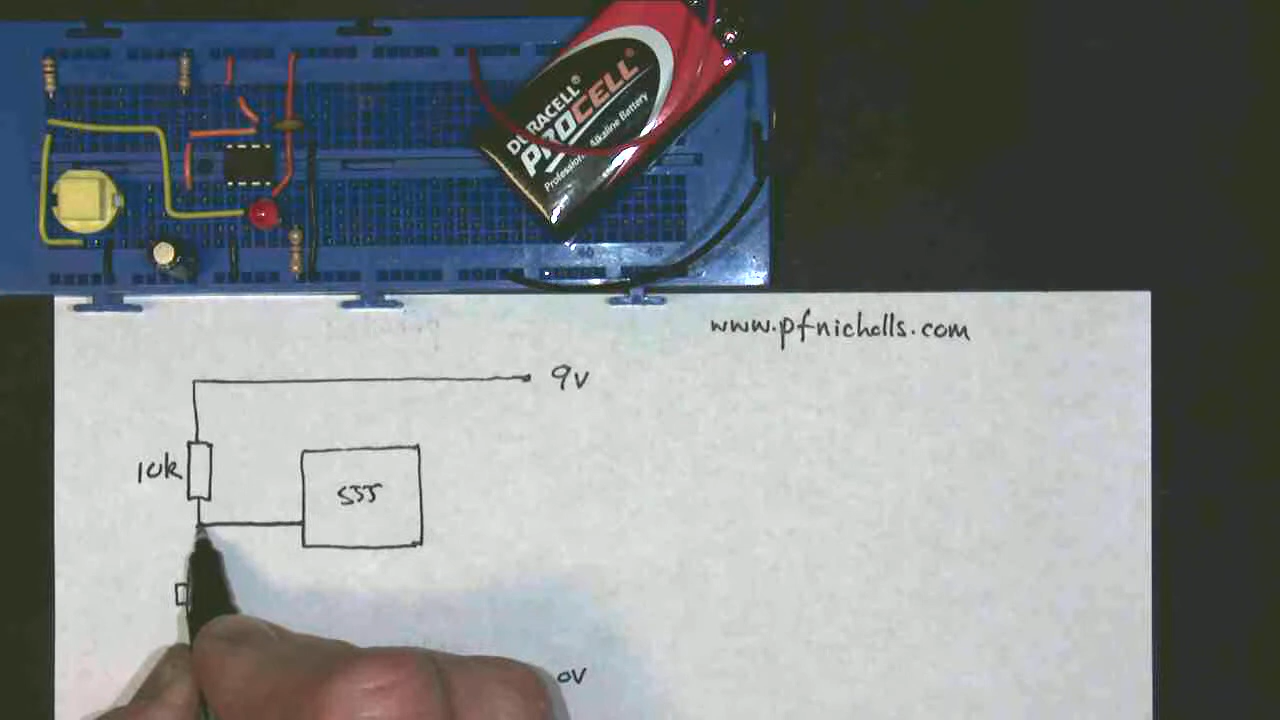 DURACELL®
PROCELL®
Professional Alkaline Battery
www.pfnicholls.com
9v
10k
555
0v